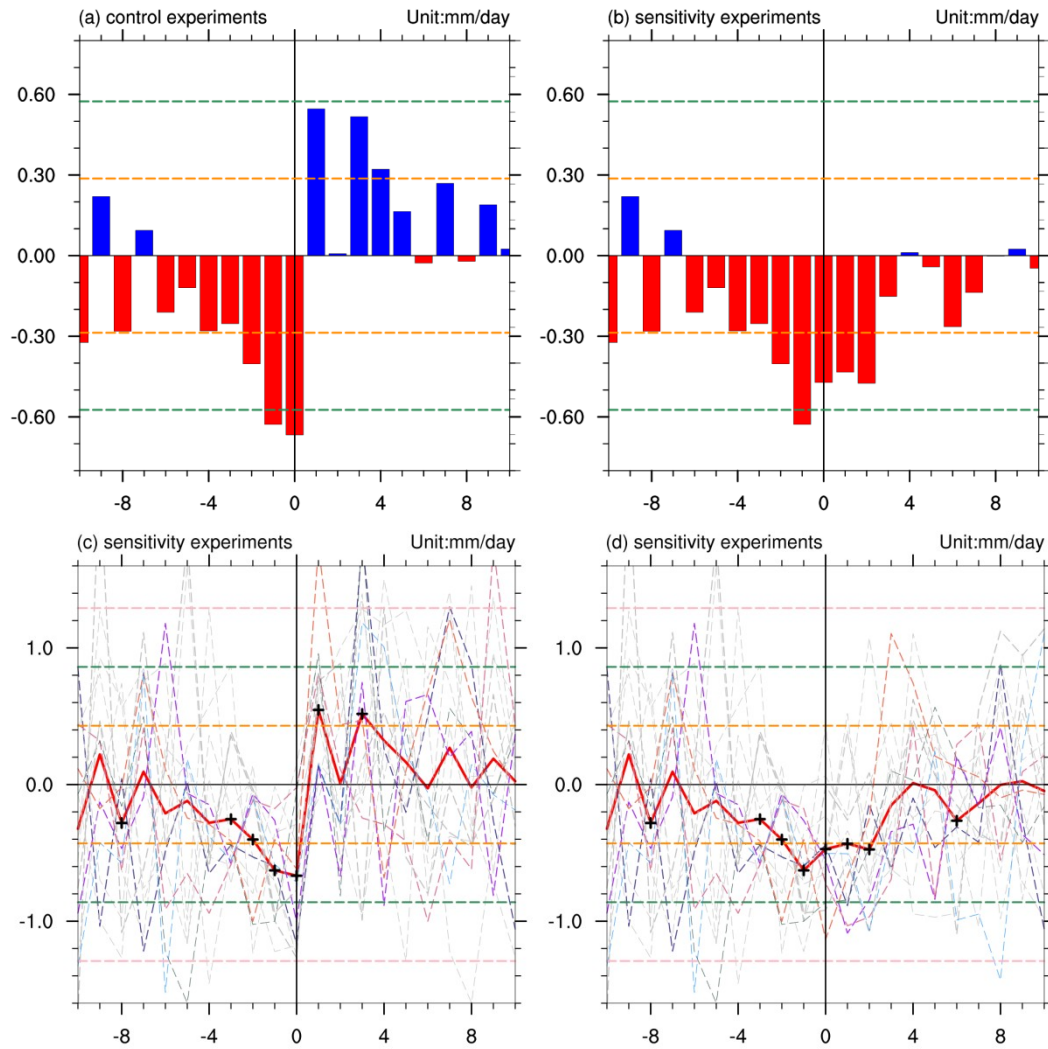 (a) control experiments Unit:mm/day
0.60
0.30
0.00
-0.30
-0.60
-8 -4 0 4 8
(b) sensitivity experiments Unit:mm/day
0.60
0.30
0.00
-0.30
-0.60
-8 -4 0 4 8
(c) sensitivity experiments Unit:mm/day
1.0
0.0
-1.0
-8 -4 0 4 8
(d) sensitivity experiments Unit:mm/day
1.0
0.0
-1.0
-8 -4 0 4 8